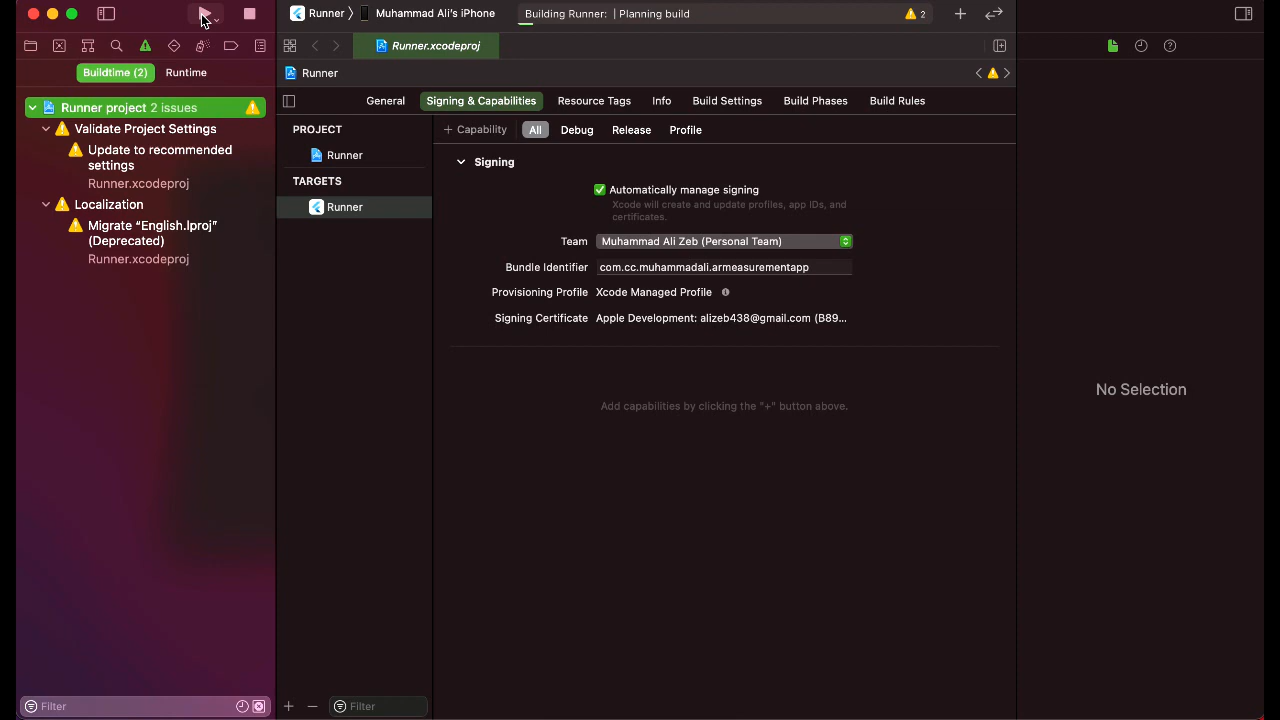 Runner 〉 Muhammad Ali's iPhone
Building Runner: | Planning build
2
Runner.xcodeproj
Buildtime (2)
Runtime
Runner
General
Signing & Capabilities
Resource Tags
Info
Build Settings
Build Phases
Build Rules
Runner project 2 issues
Validate Project Settings
Update to recommended
settings
Runner.xcodeproj
Localization
Migrate “English.lproj”
(Deprecated)
Runner.xcodeproj
Filter
PROJECT
Runner
TARGETS
Runner
Filter
+ Capability
All
Debug
Release
Profile
Signing
Automatically manage signing
Xcode will create and update profiles, app IDs, and
certificates.
Team Muhammad Ali Zeb (Personal Team)
Bundle Identifier com.cc.muhammadali.armeasurementapp
Provisioning Profile Xcode Managed Profile
Signing Certificate Apple Development: alizeb438@gmail.com (B89...
Add capabilities by clicking the "+" button above.
No Selection